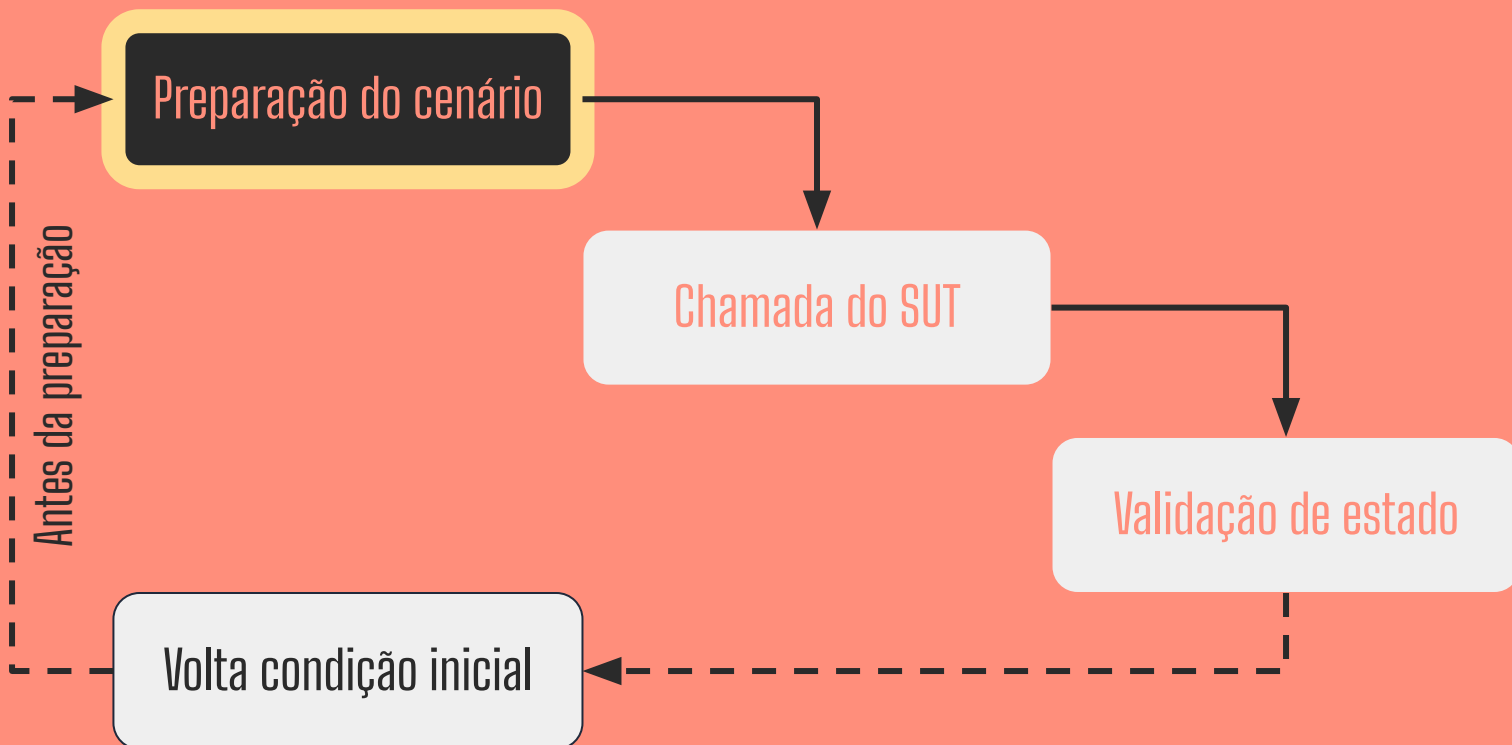 Preparação do cenário
Chamada do SUT
Antes da preparação
Validação de estado
Volta condição inicial